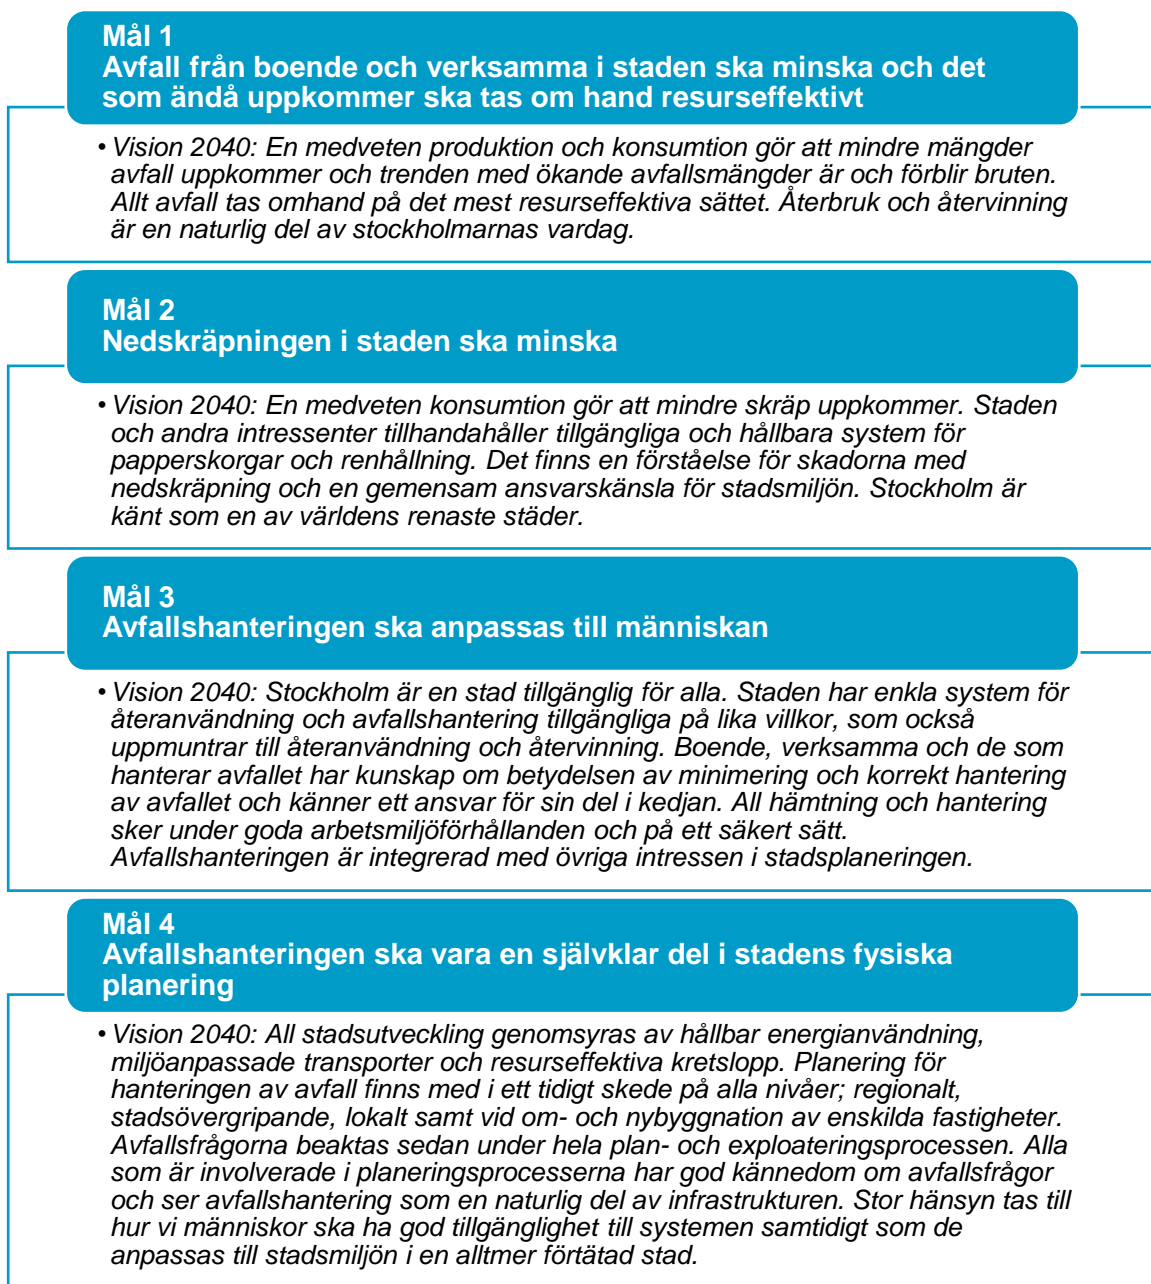 Mål 1
Avfall från boende och verksamma i staden ska minska och det
som ändå uppkommer ska tas om hand resurseffektivt
• Vision 2040: En medveten produktion och konsumtion gör att mindre mängder
avfall uppkommer och trenden med ökande avfallsmängder är och förblir bruten.
Allt avfall tas omhand på det mest resurseffektiva sättet. Återbruk och återvinning
är en naturlig del av stockholmarnas vardag.
Mål 2
Nedskräpningen i staden ska minska
• Vision 2040: En medveten konsumtion gör att mindre skräp uppkommer. Staden
och andra intressenter tillhandahåller tillgängliga och hållbara system för
papperskorgar och renhållning. Det finns en förståelse för skadorna med
nedskräpning och en gemensam ansvarskänsla för stadsmiljön. Stockholm är
känt som en av världens renaste städer.
Mål 3
Avfallshanteringen ska anpassas till människan
• Vision 2040: Stockholm är en stad tillgänglig för alla. Staden har enkla system för
återanvändning och avfallshantering tillgängliga på lika villkor, som också
uppmuntrar till återanvändning och återvinning. Boende, verksamma och de som
hanterar avfallet har kunskap om betydelsen av minimering och korrekt hantering
av avfallet och känner ett ansvar för sin del i kedjan. All hämtning och hantering
sker under goda arbetsmiljöförhållanden och på ett säkert sätt.
Avfallshanteringen är integrerad med övriga intressen i stadsplaneringen.
Mål 4
Avfallshanteringen ska vara en självklar del i stadens fysiska
planering
• Vision 2040: All stadsutveckling genomsyras av hållbar energianvändning,
miljöanpassade transporter och resurseffektiva kretslopp. Planering för
hanteringen av avfall finns med i ett tidigt skede på alla nivåer; regionalt,
stadsövergripande, lokalt samt vid om- och nybyggnation av enskilda fastigheter.
Avfallsfrågorna beaktas sedan under hela plan- och exploateringsprocessen. Alla
som är involverade i planeringsprocesserna har god kännedom om avfallsfrågor
och ser avfallshantering som en naturlig del av infrastrukturen. Stor hänsyn tas till
hur vi människor ska ha god tillgänglighet till systemen samtidigt som de
anpassas till stadsmiljön i en alltmer förtätad stad.